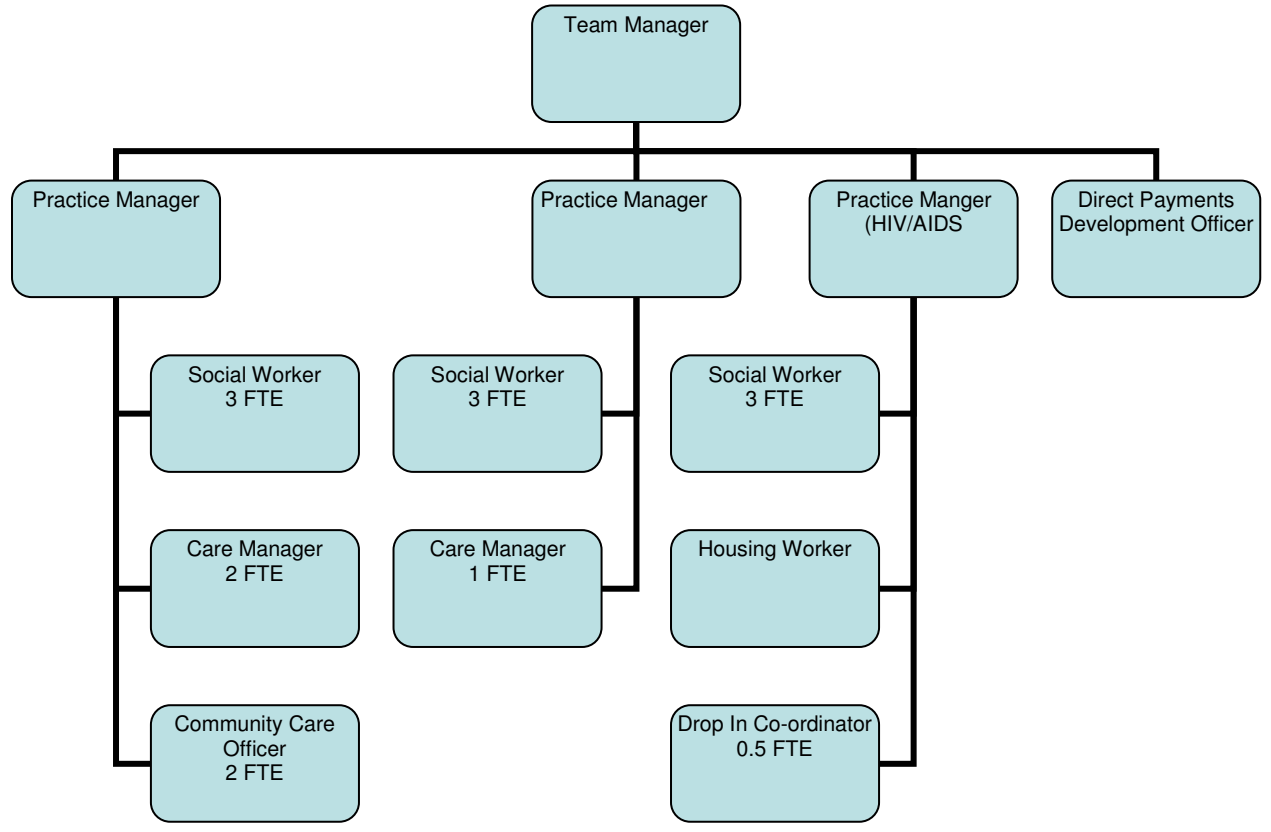 Team Manager
Practice Manager
Practice Manager
Practice Manger
(HIV/AIDS
Direct Payments
Development Officer
Social Worker
3 FTE
Social Worker
3 FTE
Social Worker
3 FTE
Care Manager
2 FTE
Care Manager
1 FTE
Housing Worker
Community Care
Officer
2 FTE
Drop In Co-ordinator
0.5 FTE